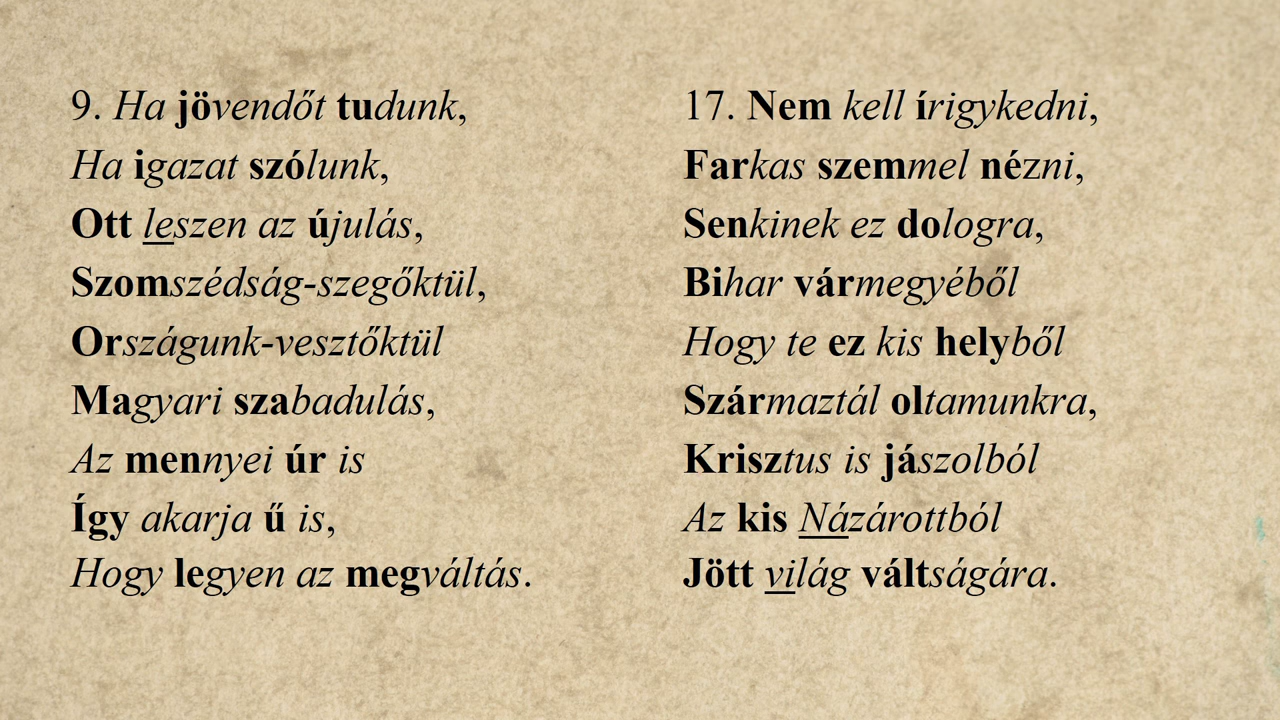 9. Ha jövendőt tudunk,
Ha igazat szólunk,
Ott leszen az újulás,
Szomszédság-szegőktül,
Országunk-vesztőktül
Magyari szabadulás,
Az mennyei úr is
Így akarja ű is,
Hogy legyen az megváltás.
17. Nem kell írigykedni,
Farkas szemmel nézni,
Senkinek ez dologra,
Bihar vármegyéből
Hogy te ez kis helyből
Származtál oltamunkra,
Krisztus is jászolból
Az kis Názárottból
Jött világ váltságára.